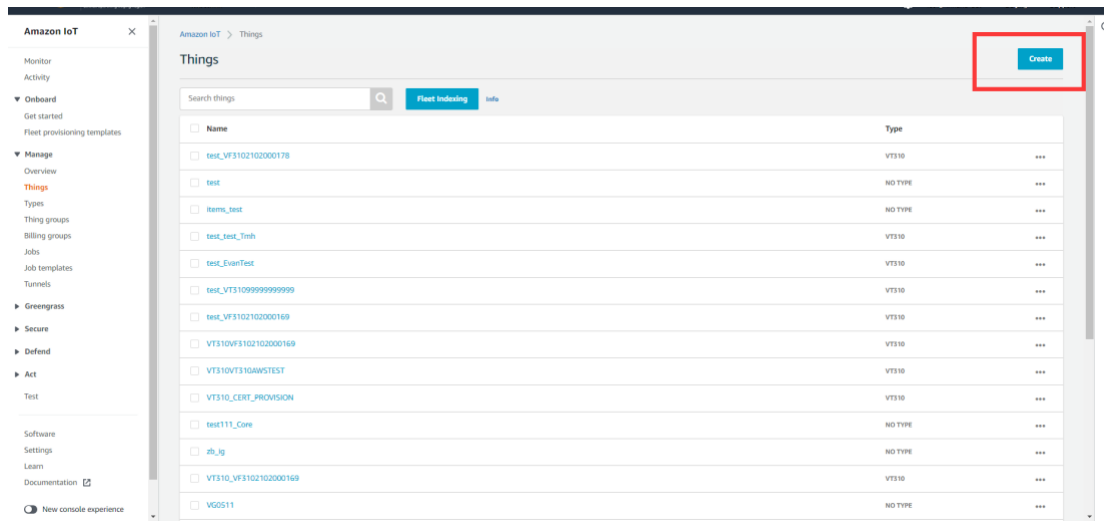 Amazon IoT
Monitor
Activity
Onboard
Get started
Fleet provisioning templates
Manage
Overview
Things
Types
Thing groups
Billing groups
Jobs
Job templates
Tunnels
Greengrass
Secure
Defend
Act
Test
Software
Settings
Learn
Documentation
New console experience
Amazon IoT > Things
Things
Create
Search things
Fleet Indexing Info
Name Type
test_VF3102102000178 VT310
test NO TYPE
items_test NO TYPE
test_test_Tmh VT310
test_EvanTest VT310
test_VT31099999999999 VT310
test_VF3102102000169 VT310
VT310VF3102102000169 VT310
VT310VT310AWSTEST VT310
VT310_CERT_PROVISION VT310
test111_Core NO TYPE
zb_ig NO TYPE
VT310_VF3102102000169 VT310
VG0511 NO TYPE